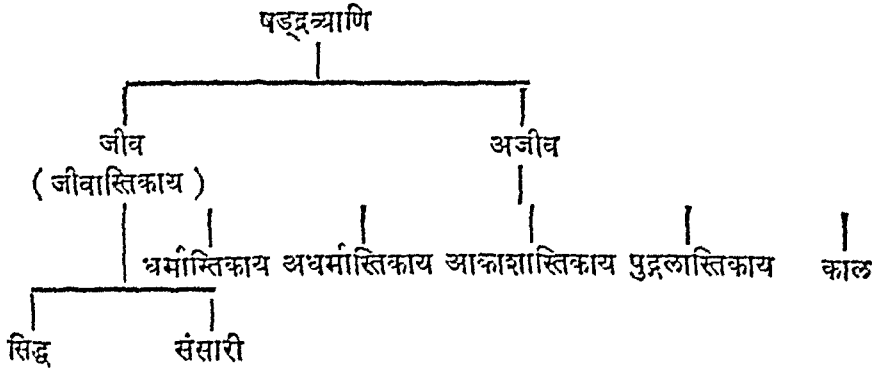 षड्द्रव्याणि
जीव अजीव
( जीवास्तिकाय )
धर्मास्तिकाय अधर्मास्तिकाय आकाशास्तिकाय पुद्गलास्तिकाय काल
सिद्ध संसारी